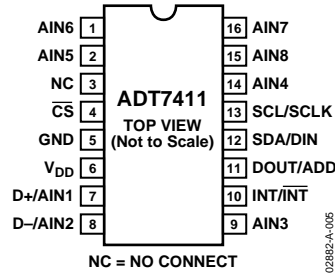 AIN6 1
AIN5 2
NC 3
C̅S̅ 4
GND 5
VDD 6
D+/AIN1 7
D–/AIN2 8
ADT7411
TOP VIEW
(Not to Scale)
16 AIN7
15 AIN8
14 AIN4
13 SCL/SCLK
12 SDA/DIN
11 DOUT/ADD
10 INT/I̅N̅T̅
9 AIN3
NC = NO CONNECT
02882-A-005